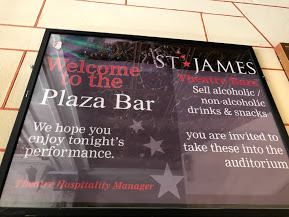 Welcome
to the
Plaza Bar
We hope you
enjoy tonight's
performance.
Theatre Hospitality Manager
ST★JAMES
Theatre Bars
Sell alcoholic /
non-alcoholic
drinks & snacks
you are invited to
take these into the
auditorium